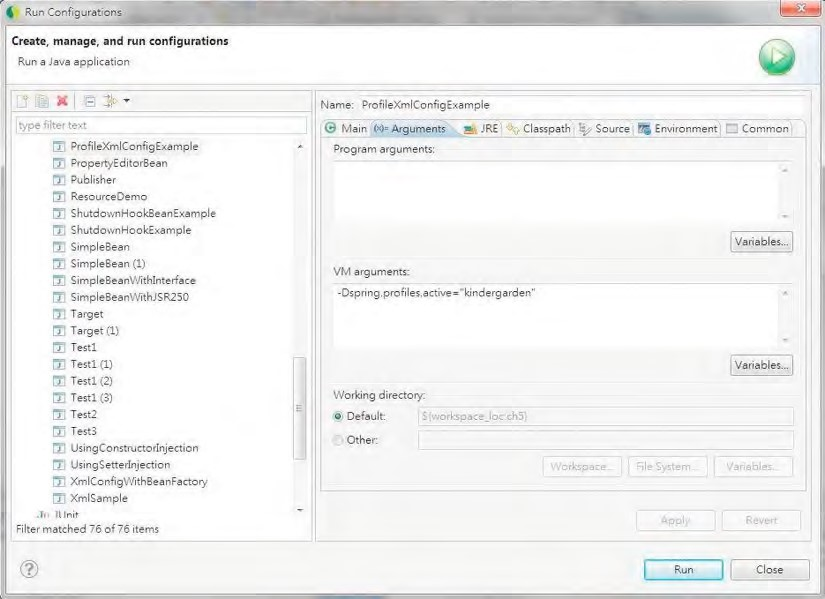 Run Configurations
Create, manage, and run configurations
Run a Java application
type filter text
ProfileXmlConfigExample
PropertyEditorBean
Publisher
ResourceDemo
ShutdownHookBeanExample
ShutdownHookExample
SimpleBean
SimpleBean (1)
SimpleBeanWithInterface
SimpleBeanWithJSR250
Target
Target (1)
Test1
Test1 (1)
Test1 (2)
Test1 (3)
Test2
Test3
UsingConstructorInjection
UsingSetterInjection
XmlConfigWithBeanFactory
XmlSample
JUnit
Filter matched 76 of 76 items
Name: ProfileXmlConfigExample
Main (x)= Arguments JRE Classpath Source Environment Common
Program arguments:
Variables...
VM arguments:
-Dspring.profiles.active="kindergarden"
Variables...
Working directory:
Default: ${workspace_loc:ch5}
Other:
Workspace... File System... Variables...
Apply Revert
Run Close